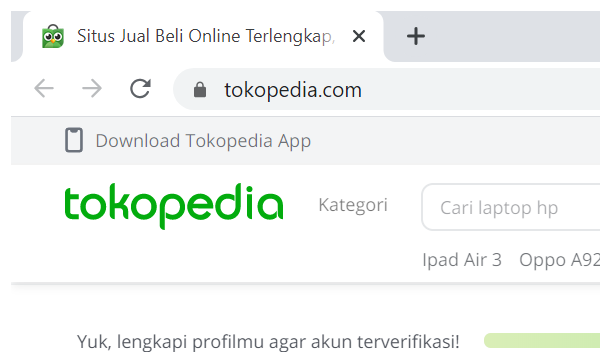 Situs Jual Beli Online Terlengkap,
tokopedia.com
Download Tokopedia App
tokopedia
Kategori
Cari laptop hp
Ipad Air 3 Oppo A92
Yuk, lengkapi profilmu agar akun terverifikasi!